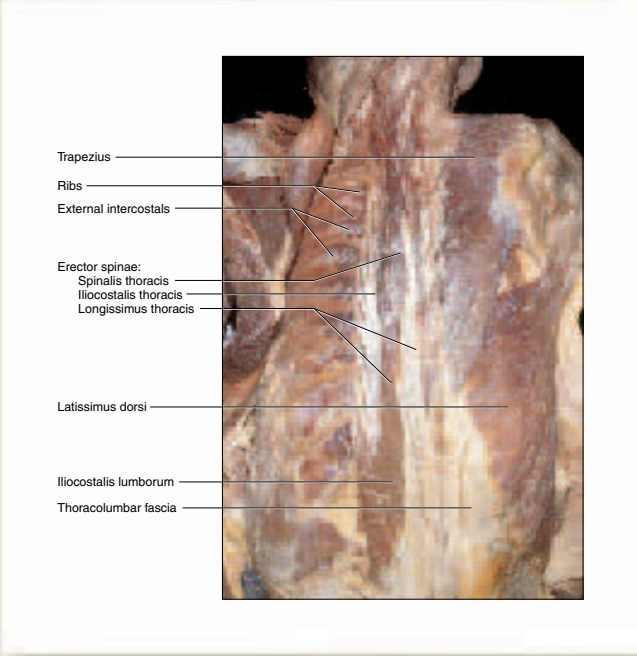 Trapezius
Ribs
External intercostals
Erector spinae:
Spinalis thoracis
Iliocostalis thoracis
Longissimus thoracis
Latissimus dorsi
Iliocostalis lumborum
Thoracolumbar fascia